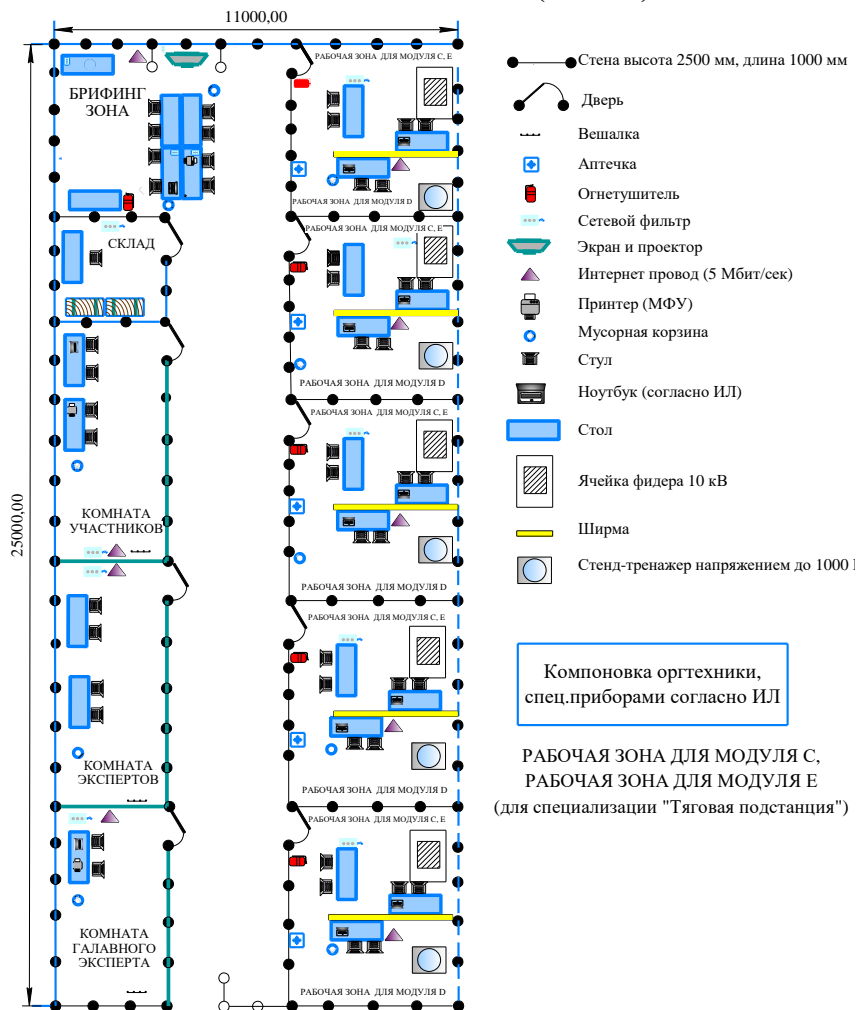 11000,00
25000,00
БРИФИНГ
ЗОНА
СКЛАД
КОМНАТА
УЧАСТНИКОВ
КОМНАТА
ЭКСПЕРТОВ
КОМНАТА
ГАЛАВНОГО
ЭКСПЕРТА
РАБОЧАЯ ЗОНА ДЛЯ МОДУЛЯ С, Е
РАБОЧАЯ ЗОНА ДЛЯ МОДУЛЯ D
РАБОЧАЯ ЗОНА ДЛЯ МОДУЛЯ С, Е
РАБОЧАЯ ЗОНА ДЛЯ МОДУЛЯ D
РАБОЧАЯ ЗОНА ДЛЯ МОДУЛЯ С, Е
РАБОЧАЯ ЗОНА ДЛЯ МОДУЛЯ D
РАБОЧАЯ ЗОНА ДЛЯ МОДУЛЯ С, Е
РАБОЧАЯ ЗОНА ДЛЯ МОДУЛЯ D
РАБОЧАЯ ЗОНА ДЛЯ МОДУЛЯ С, Е
РАБОЧАЯ ЗОНА ДЛЯ МОДУЛЯ D
Стена высота 2500 мм, длина 1000 мм
Дверь
Вешалка
Аптечка
Огнетушитель
Сетевой фильтр
Экран и проектор
Интернет провод (5 Мбит/сек)
Принтер (МФУ)
Мусорная корзина
Стул
Ноутбук (согласно ИЛ)
Стол
Ячейка фидера 10 кВ
Ширма
Стенд-тренажер напряжением до 1000
Компоновка оргтехники,
спец.приборами согласно ИЛ
РАБОЧАЯ ЗОНА ДЛЯ МОДУЛЯ С,
РАБОЧАЯ ЗОНА ДЛЯ МОДУЛЯ Е
(для специализации "Тяговая подстанция")